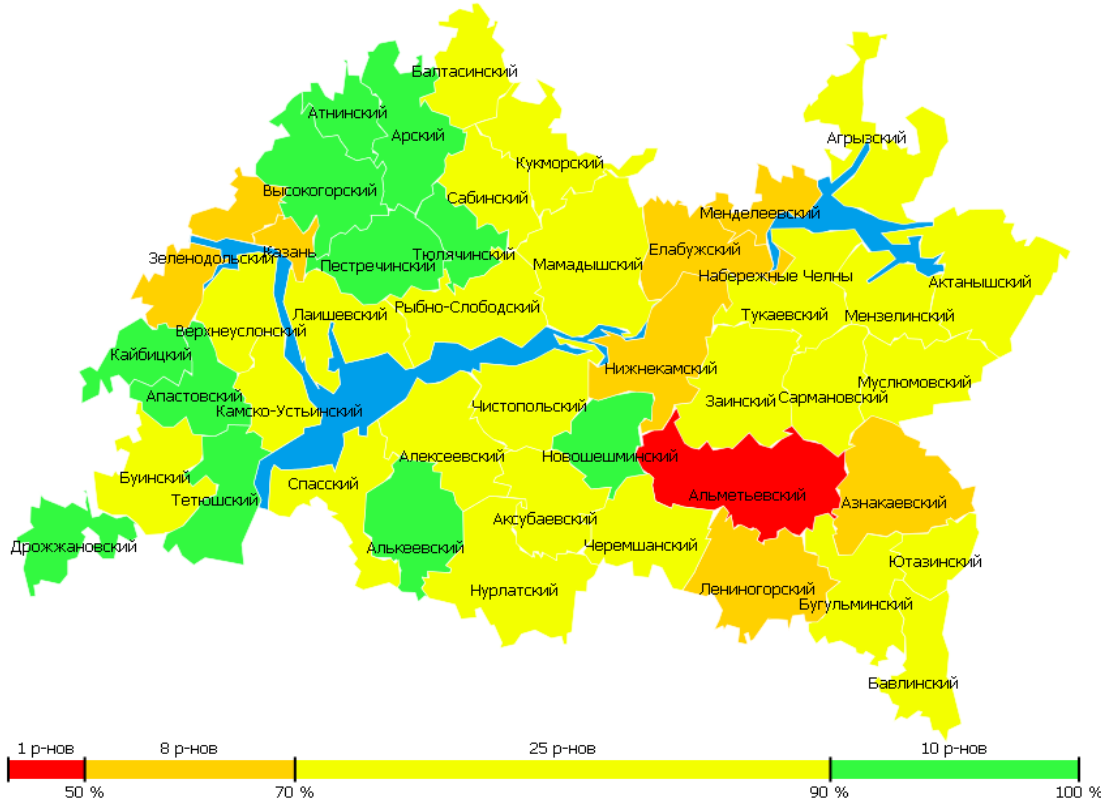 Балтасинский
Атнинский
Арский
Агрызский
Кукморский
Высокогорский
Сабинский
Менделеевский
Елабужский
Казань
Зеленодольский
Тюлячинский
Пестречинский
Мамадышский
Набережные Челны
Актанышский
Рыбно-Слободский
Лаишевский
Тукаевский
Мензелинский
Верхнеуслонский
Кайбицкий
Нижнекамский
Муслюмовский
Апастовский
Сармановский
Заинский
Чистопольский
Камско-Устьинский
Алексеевский
Новошешминский
Буинский
Спасский
Альметьевский
Тетюшский
Азнакаевский
Аксубаевский
Дрожжановский
Алькеевский
Черемшанский
Ютазинский
Нурлатский
Лениногорский
Бугульминский
Бавлинский
1 р-нов 8 р-нов 25 р-нов 10 р-нов
50 % 70 % 90 % 100 %